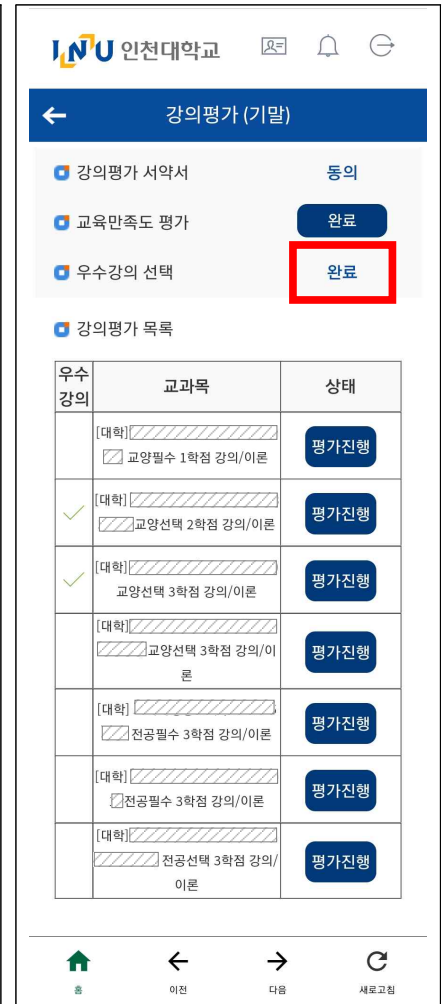 INU 인천대학교
강의평가 (기말)
강의평가 서약서 동의
교육만족도 평가 완료
우수강의 선택 완료
강의평가 목록
우수
강의
교과목
상태
[대학]
교양필수 1학점 강의/이론
평가진행
[대학]
교양선택 2학점 강의/이론
평가진행
[대학]
교양선택 3학점 강의/이론
평가진행
[대학]
교양선택 3학점 강의/이
론
평가진행
[대학]
전공필수 3학점 강의/이론
평가진행
[대학]
전공필수 3학점 강의/이론
평가진행
[대학]
전공선택 3학점 강의/
이론
평가진행
홈 이전 다음 새로고침